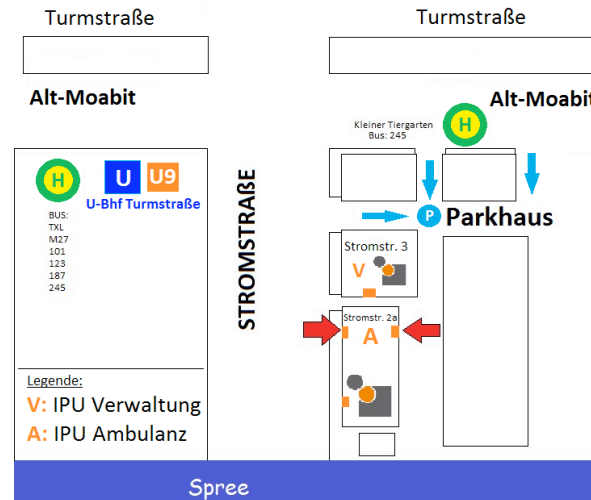 Turmstraße
Turmstraße
Alt-Moabit
Alt-Moabit
Kleiner Tiergarten
Bus: 245
H
H
U
U9
U-Bhf Turmstraße
BUS:
TXL
M27
101
123
187
245
STROMSTRAßE
P
Parkhaus
Stromstr. 3
V
Stromstr. 2a
A
Legende:
V: IPU Verwaltung
A: IPU Ambulanz
Spree